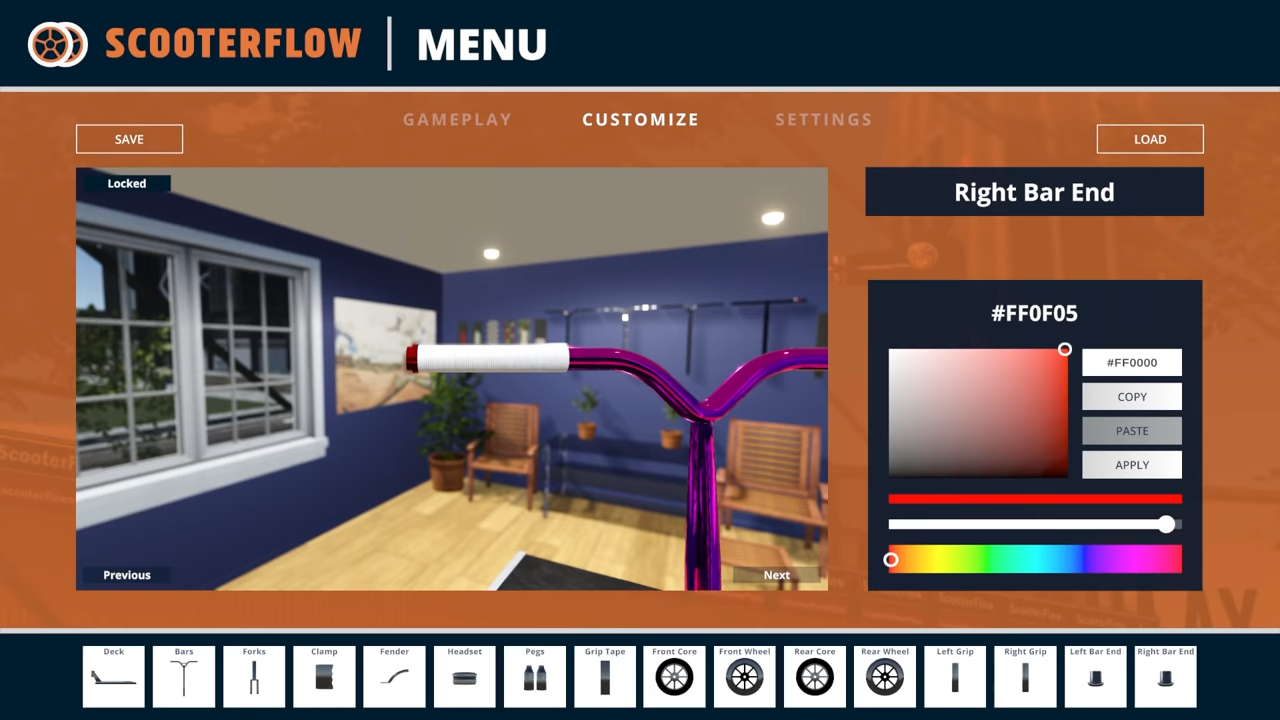 SCOOTERFLOW
MENU
GAMEPLAY
CUSTOMIZE
SETTINGS
SAVE
LOAD
Locked
Right Bar End
#FF0F05
#FF0000
COPY
PASTE
APPLY
Previous
Next
Deck
Bars
Forks
Clamp
Fender
Headset
Pegs
Grip Tape
Front Core
Front Wheel
Rear Core
Rear Wheel
Left Grip
Right Grip
Left Bar End
Right Bar End